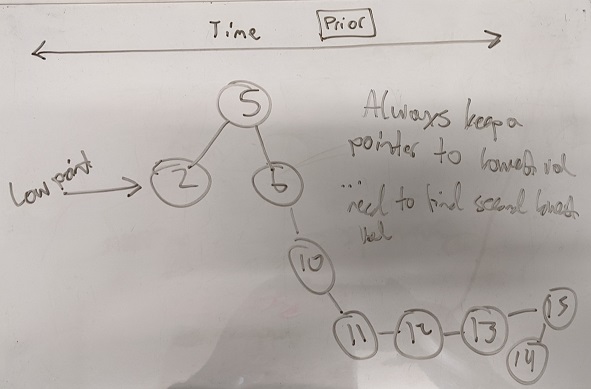 Time
Prior
5
Low point
2
6
Always keep a
pointer to lowest val
... need to find second lowest
val
10
11
12
13
15
14